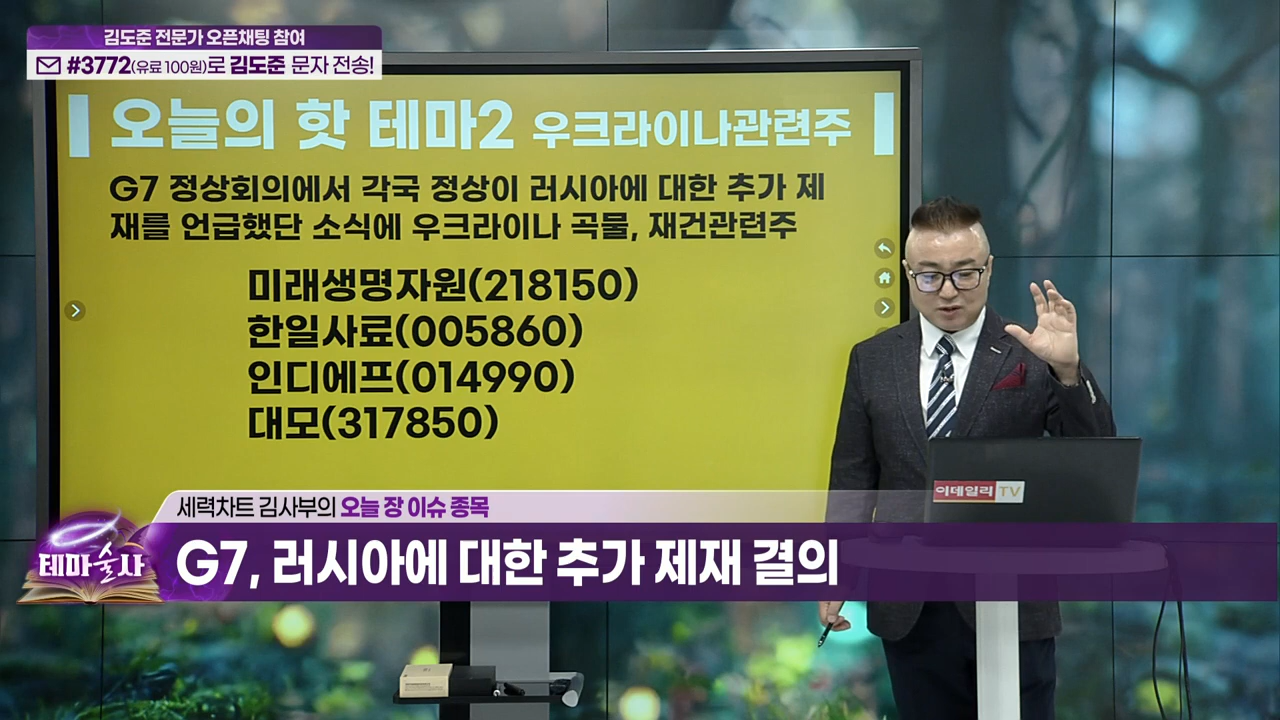 김도준 전문가 오픈채팅 참여
#3772(유료 100원)로 김도준 문자 전송!
오늘의 핫 테마2 우크라이나관련주
G7 정상회의에서 각국 정상이 러시아에 대한 추가 제
재를 언급했단 소식에 우크라이나 곡물, 재건관련주
미래생명자원(218150)
한일사료(005860)
인디에프(014990)
대모(317850)
이데일리 TV
세력차트 김사부의 오늘 장 이슈 종목
테마술사
G7, 러시아에 대한 추가 제재 결의